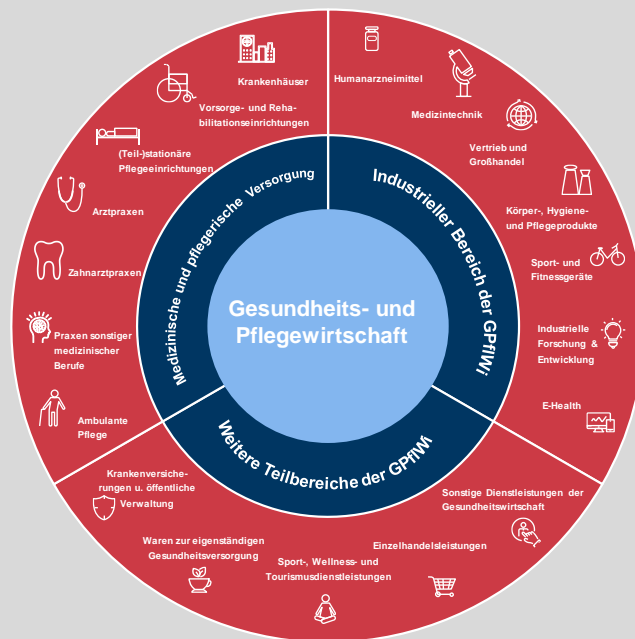 Gesundheits- und
Pflegewirtschaft
Medizinische und pflegerische Versorgung
Krankenhäuser
Vorsorge- und Reha-
bilitationseinrichtungen
(Teil-)stationäre
Pflegeeinrichtungen
Arztpraxen
Zahnarztpraxen
Praxen sonstiger
medizinischer
Berufe
Ambulante
Pflege
Industrieller Bereich der GPflWi
Humanarzneimittel
Medizintechnik
Vertrieb und
Großhandel
Körper-, Hygiene-
und Pflegeprodukte
Sport- und
Fitnessgeräte
Industrielle
Forschung &
Entwicklung
E-Health
Weitere Teilbereiche der GPflWi
Krankenversiche-
rungen u. öffentliche
Verwaltung
Waren zur eigenständigen
Gesundheitsversorgung
Sport-, Wellness- und
Tourismusdienstleistungen
Einzelhandelsleistungen
Sonstige Dienstleistungen der
Gesundheitswirtschaft